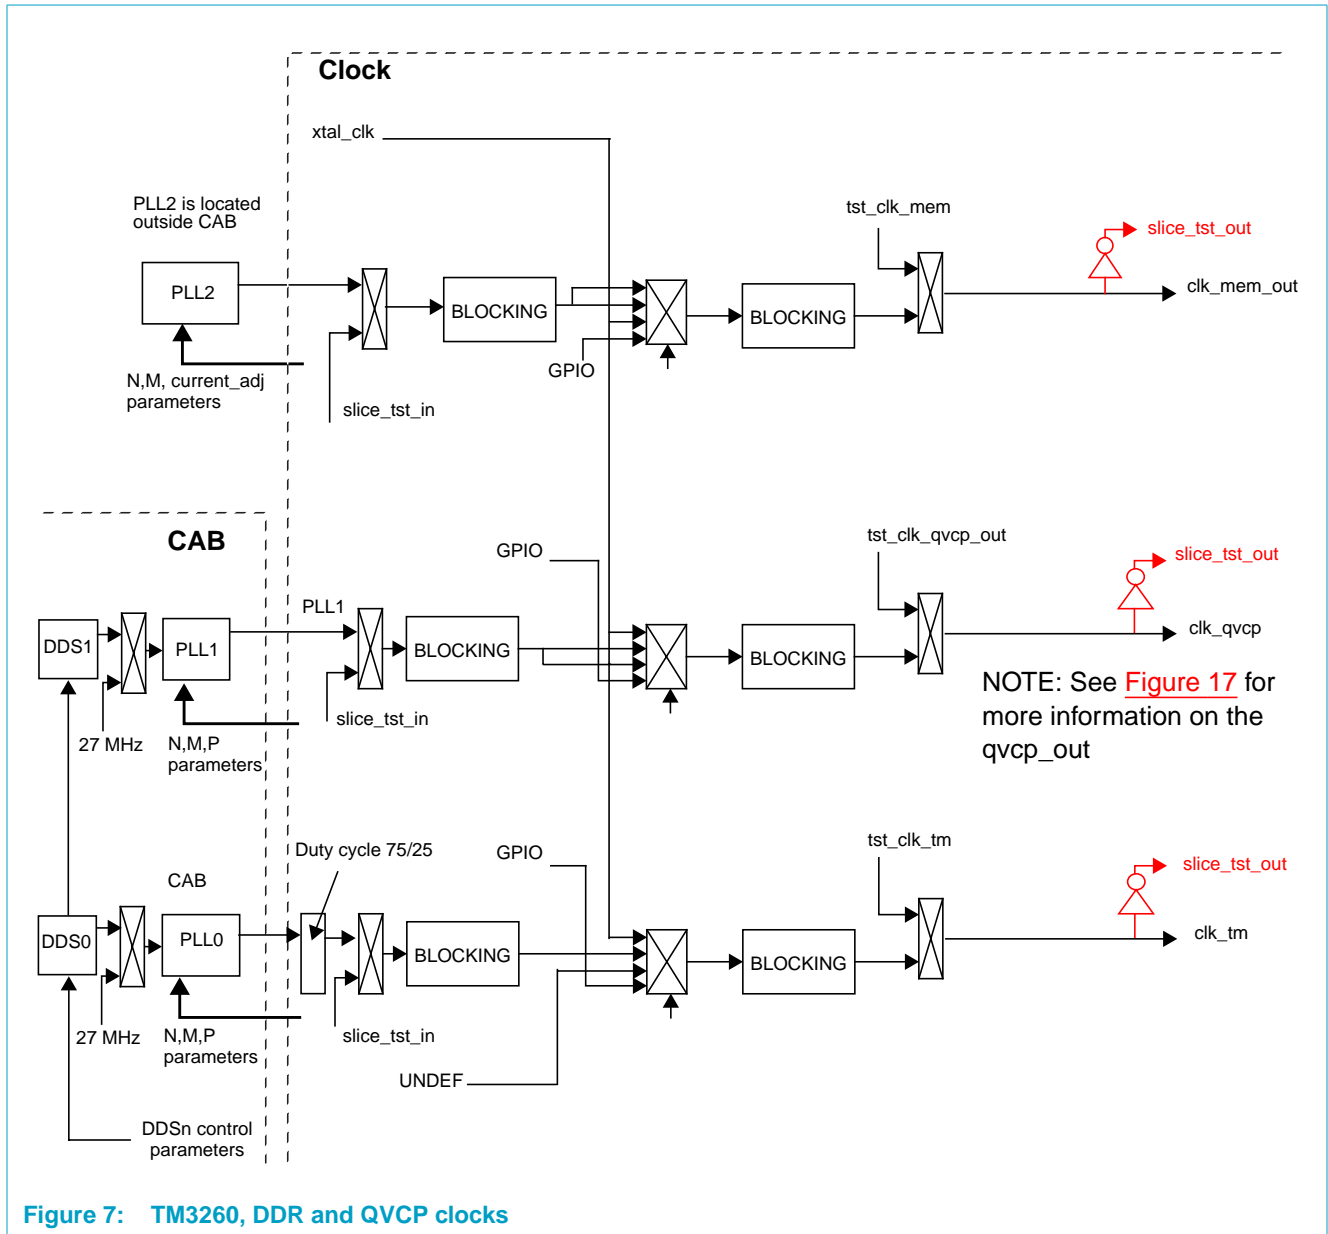 Clock
xtal_clk
PLL2 is located
outside CAB
tst_clk_mem
slice_tst_out
PLL2
BLOCKING
BLOCKING
clk_mem_out
GPIO
N,M, current_adj
parameters
slice_tst_in
CAB
GPIO
tst_clk_qvcp_out
slice_tst_out
PLL1
DDS1
PLL1
BLOCKING
BLOCKING
clk_qvcp
NOTE: See Figure 17 for
more information on the
qvcp_out
slice_tst_in
27 MHz
N,M,P
parameters
Duty cycle 75/25
GPIO
tst_clk_tm
slice_tst_out
CAB
DDS0
PLL0
BLOCKING
BLOCKING
clk_tm
27 MHz
N,M,P
parameters
slice_tst_in
UNDEF
DDSn control
parameters
Figure 7: TM3260, DDR and QVCP clocks